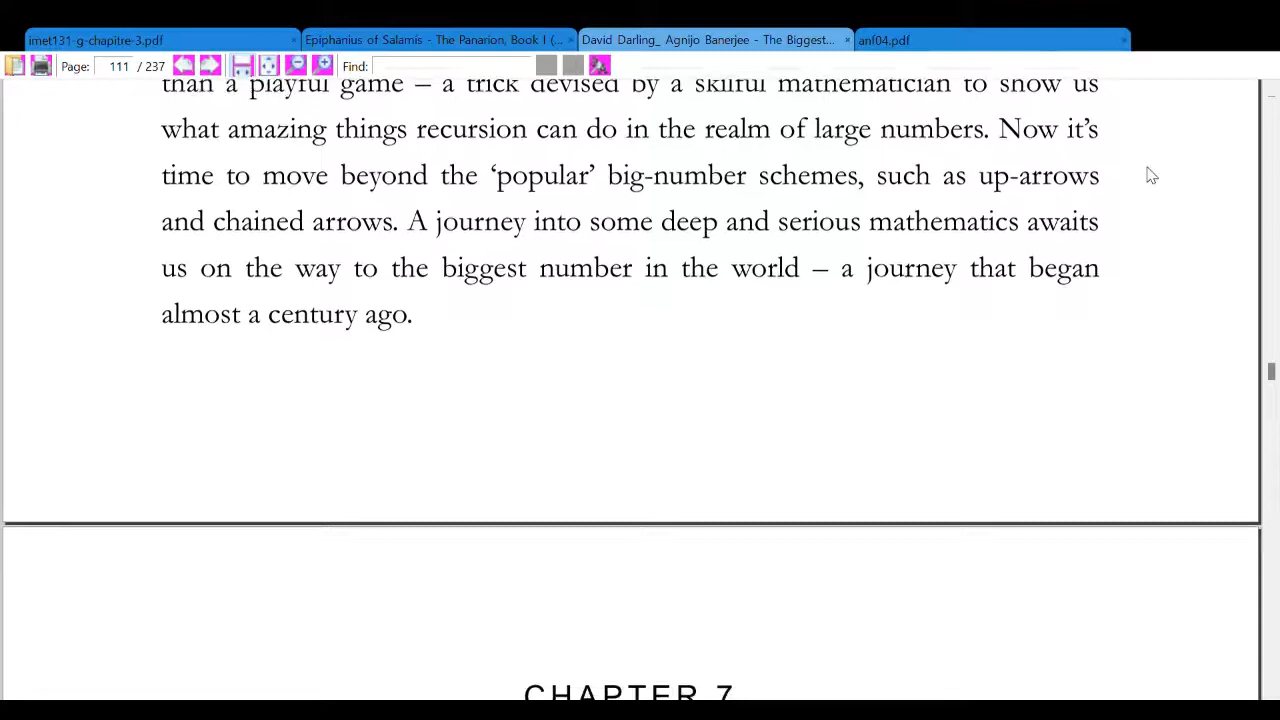 imet131-g-chapitre-3.pdf
Epiphanius of Salamis - The Panarion, Book I (...
David Darling_ Agnijo Banerjee - The Biggest...
anf04.pdf
Page: 111 / 237
Find:
than a playful game – a trick devised by a skilful mathematician to show us
what amazing things recursion can do in the realm of large numbers. Now it’s
time to move beyond the ‘popular’ big-number schemes, such as up-arrows
and chained arrows. A journey into some deep and serious mathematics awaits
us on the way to the biggest number in the world – a journey that began
almost a century ago.
CHAPTER 7